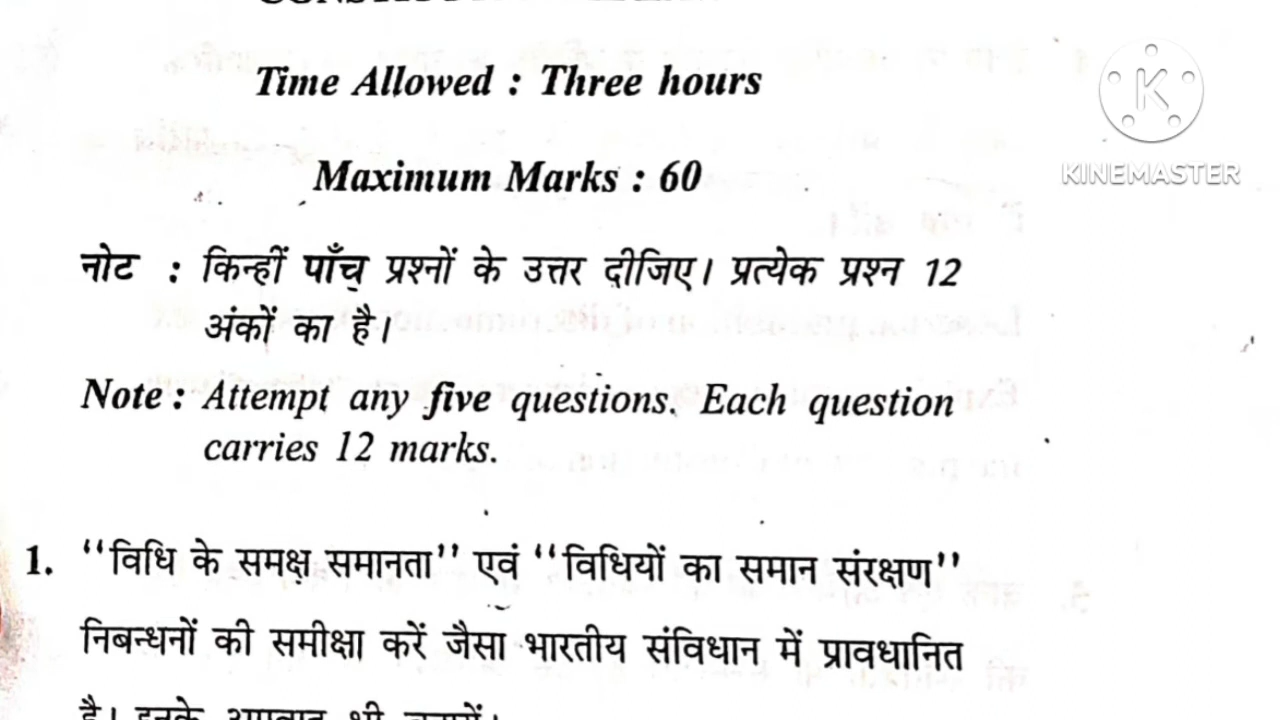 Time Allowed : Three hours
Maximum Marks : 60
K
KINEMASTER
नोट : किन्हीं पाँच प्रश्नों के उत्तर दीजिए। प्रत्येक प्रश्न 12
अंकों का है।
Note : Attempt any five questions. Each question
carries 12 marks.
1. “विधि के समक्ष समानता” एवं “विधियों का समान संरक्षण”
निबन्धनों की समीक्षा करें जैसा भारतीय संविधान में प्रावधानित
है।